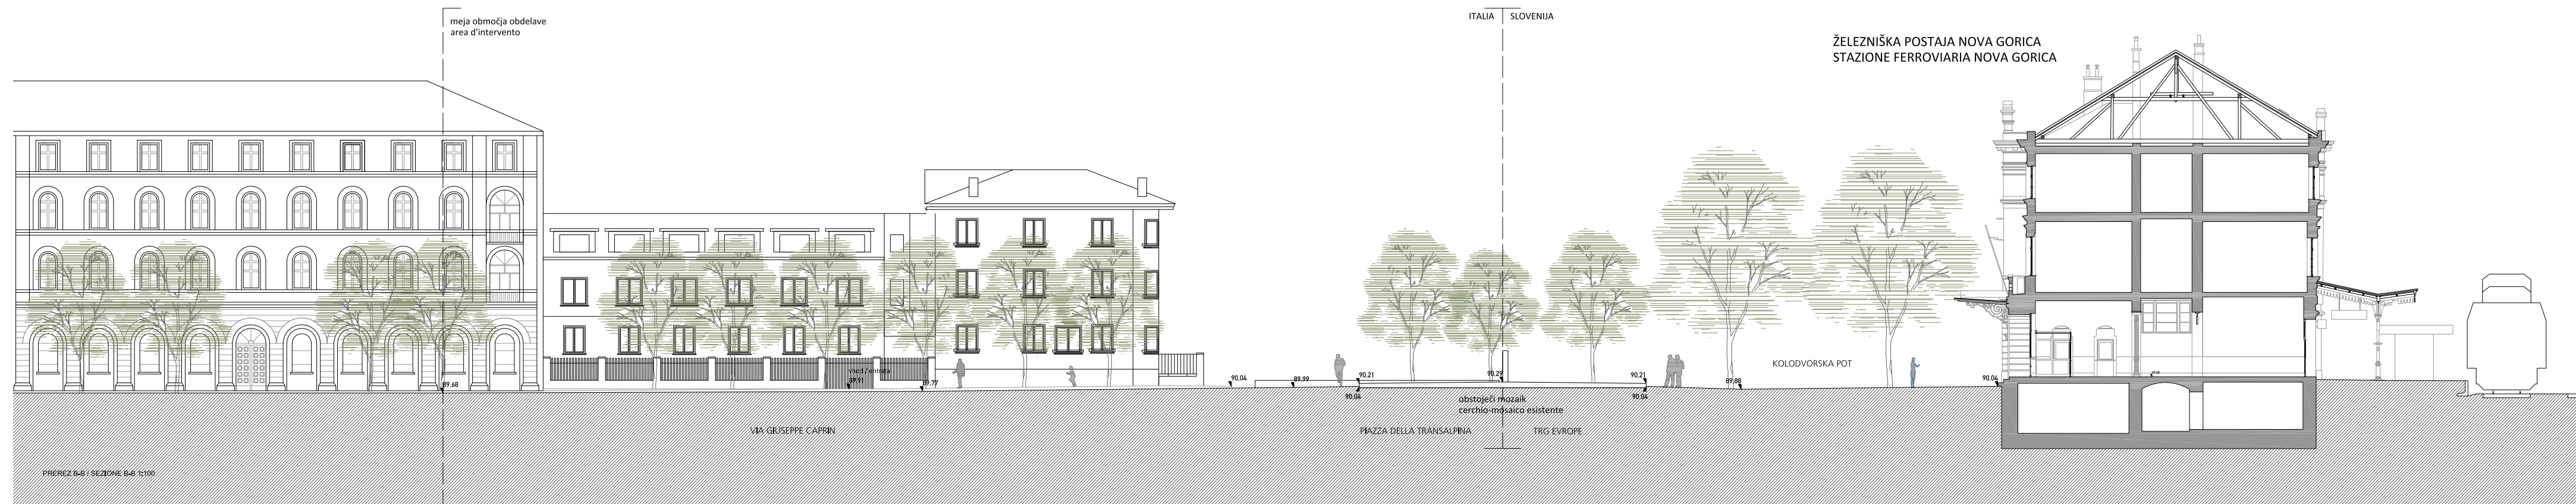 meja območja obdelave
area d'intervento
ITALIA
SLOVENIJA
ŽELEZNIŠKA POSTAJA NOVA GORICA
STAZIONE FERROVIARIA NOVA GORICA
KOLODVORSKA POT
vhod / entrata
89,91
89.68
89.77
90.04
89.99
90.21
90.04
90.29
90.21
90.04
89.88
90.04
obstoječi mozaik
cerchio-mosaico esistente
VIA GIUSEPPE CAPRIN
PIAZZA DELLA TRANSALPINA
TRG EVROPE
PREREZ B-B / SEZIONE B-B 1:100